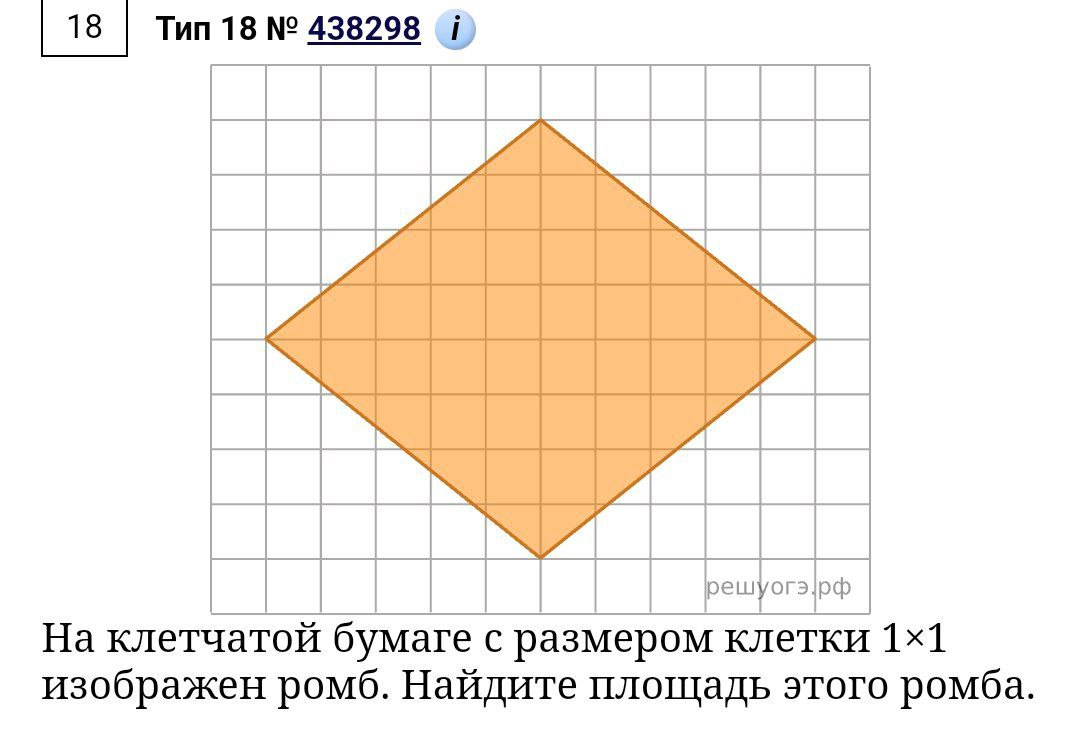 18 Тип 18 № 438298 i
решуогэ.рф
На клетчатой бумаге с размером клетки 1×1
изображен ромб. Найдите площадь этого ромба.